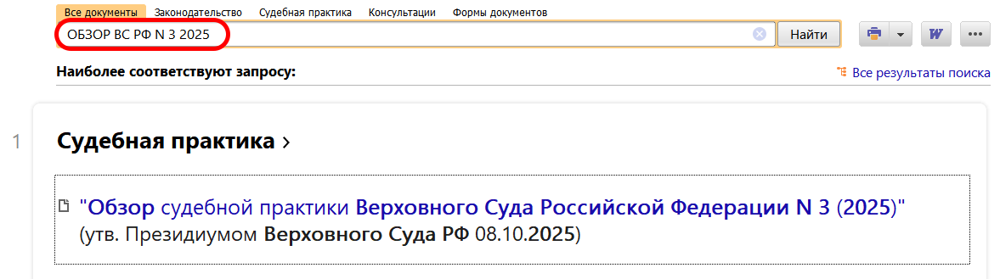 Все документы Законодательство Судебная практика Консультации Формы документов
ОБЗОР ВС РФ N 3 2025 Найти W
Наиболее соответствуют запросу: Все результаты поиска
1 Судебная практика
"Обзор судебной практики Верховного Суда Российской Федерации N 3 (2025)"
(утв. Президиумом Верховного Суда РФ 08.10.2025)